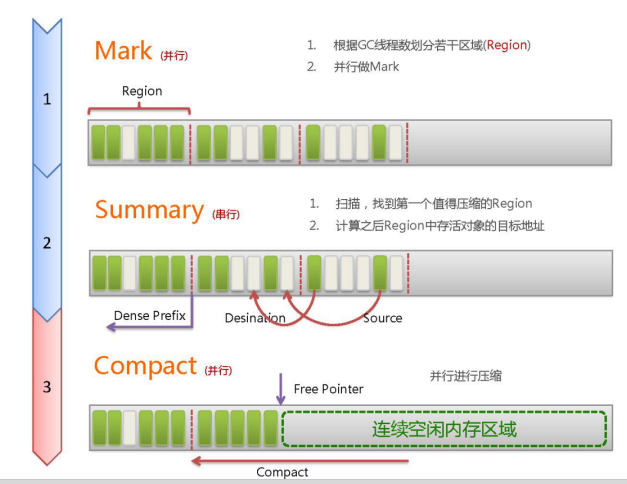 Mark (并行)
1. 根据GC线程数划分若干区域(Region)
2. 并行做Mark
Region
1
Summary (串行)
1. 扫描，找到第一个值得压缩的Region
2. 计算之后Region中存活对象的目标地址
2
Dense Prefix
Desination
Source
Compact (并行)
并行进行压缩
3
Free Pointer
连续空闲内存区域
Compact